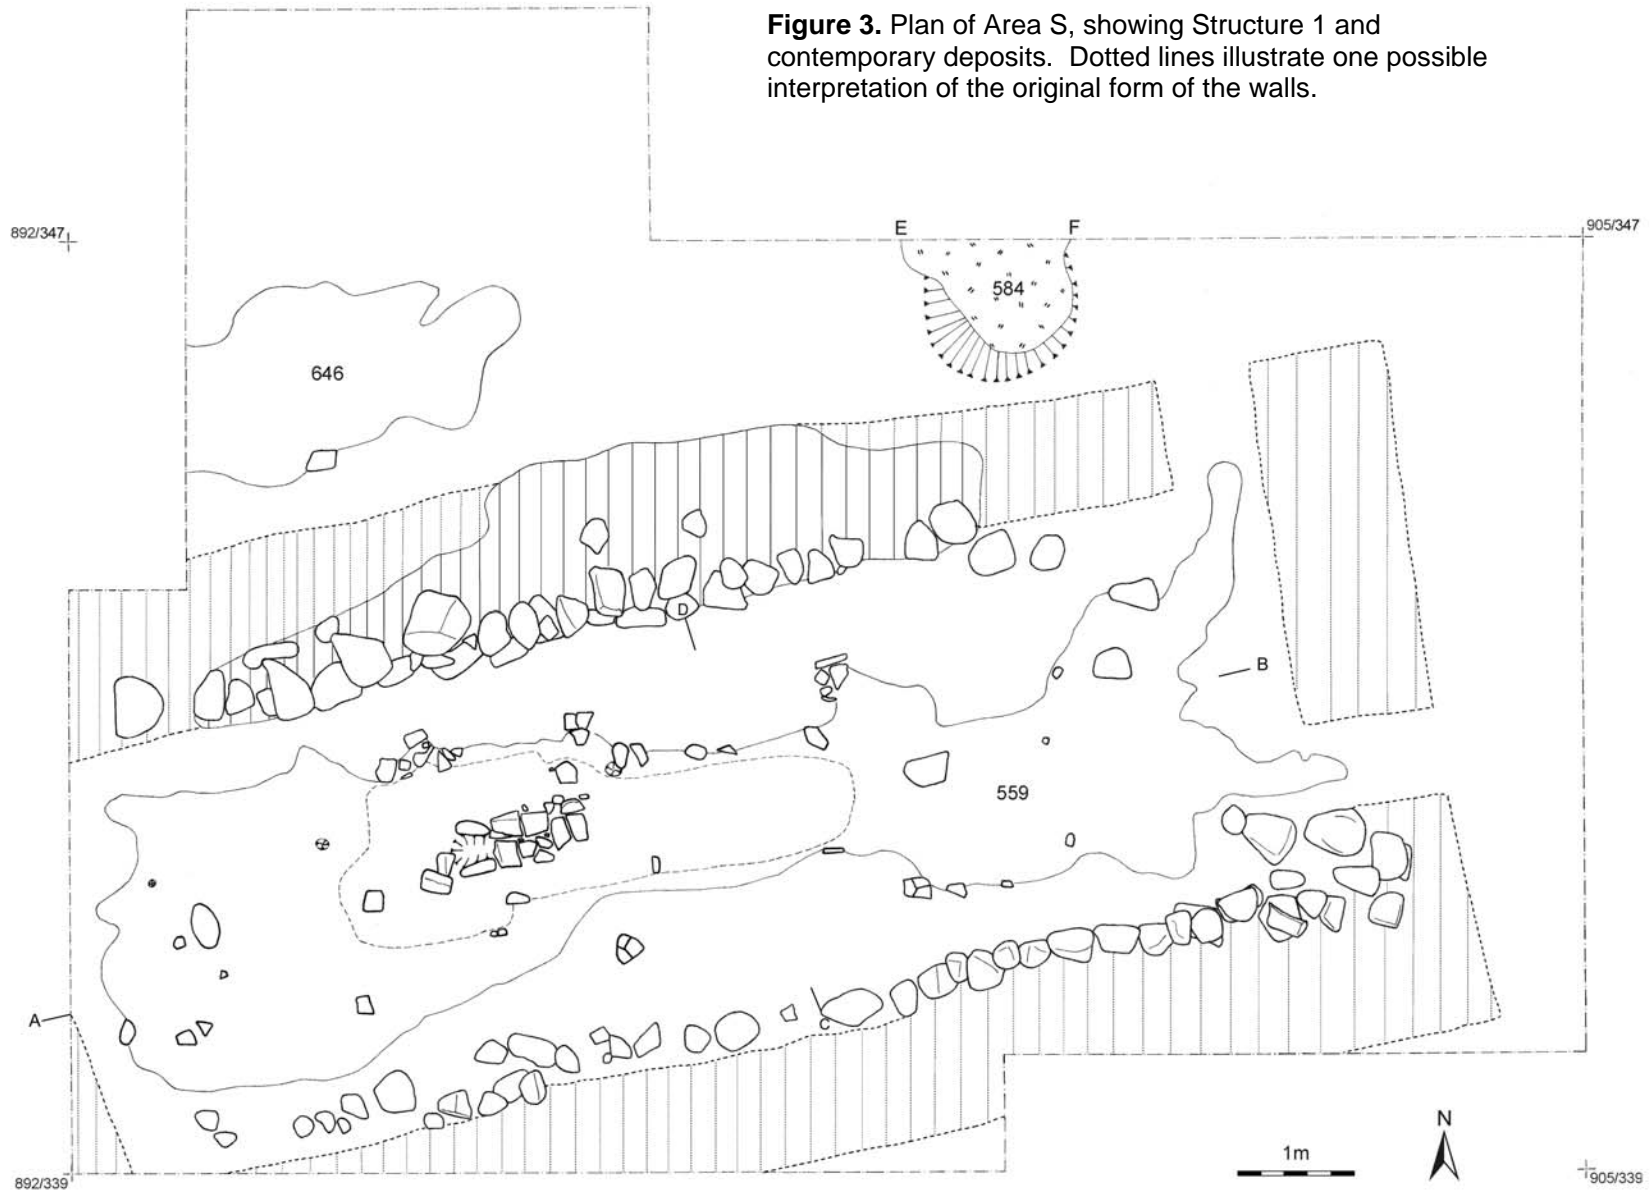 Figure 3. Plan of Area S, showing Structure 1 and
contemporary deposits. Dotted lines illustrate one possible
interpretation of the original form of the walls.
892/347
E
F
905/347
584
646
D
B
559
A
C
N
1m
892/339
905/339